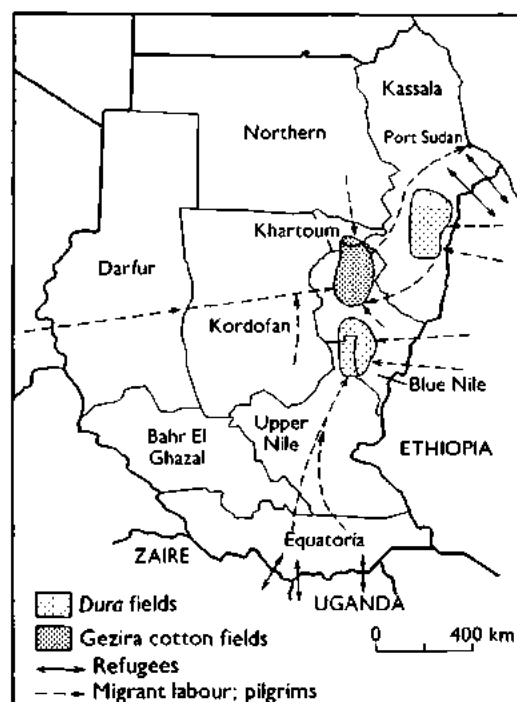 Kassala
Port Sudan
Northern
Khartoum
Darfur
Kordofan
Blue Nile
Upper
Nile
Bahr El
Ghazal
ETHIOPIA
Equatoria
ZAIRE
UGANDA
Dura fields
Gezira cotton fields
Refugees
Migrant labour; pilgrims
0 400 km